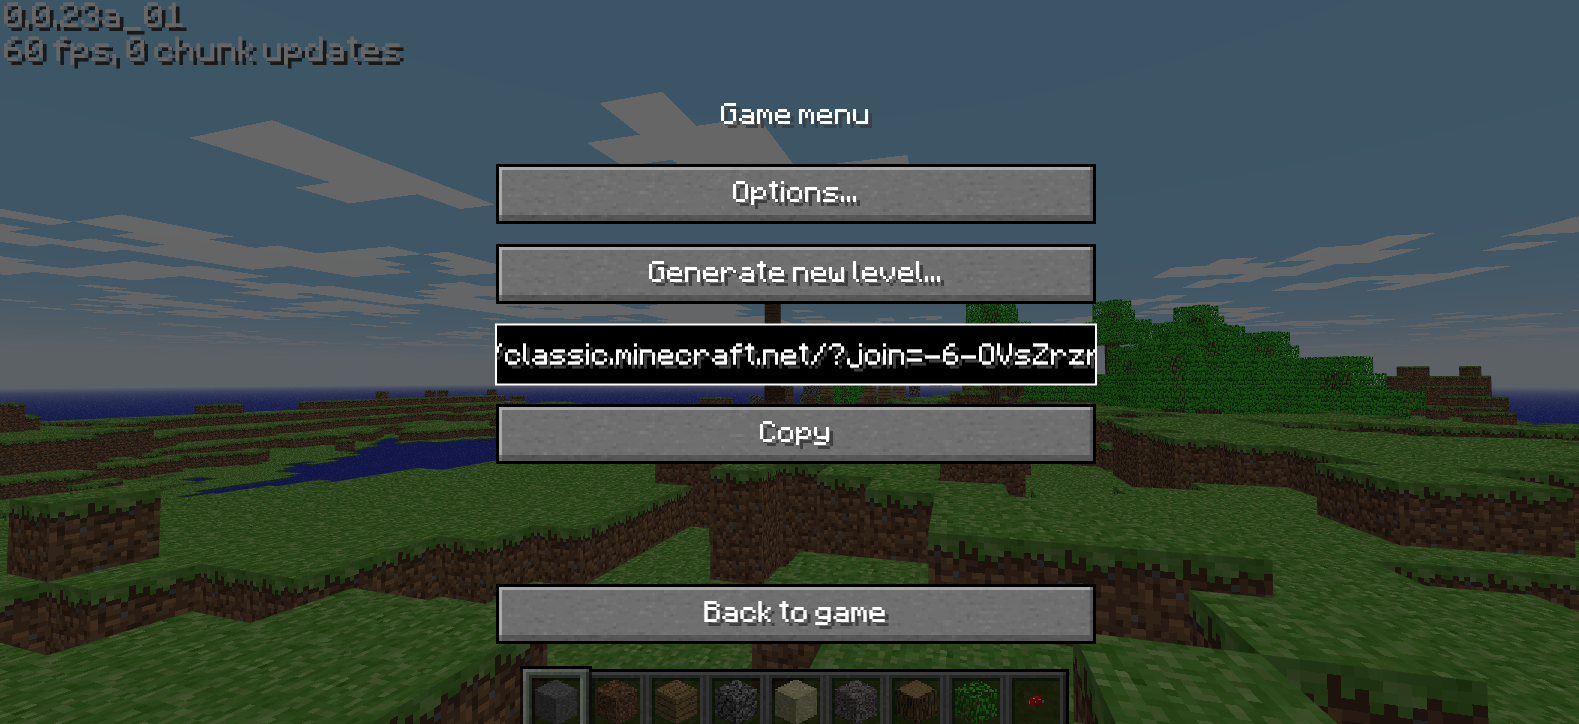 0.0.23a_01
60 fps, 0 chunk updates
Game menu
Options...
Generate new level...
/classic.minecraft.net/?join=-6-0VsZrzr
Copy
Back to game